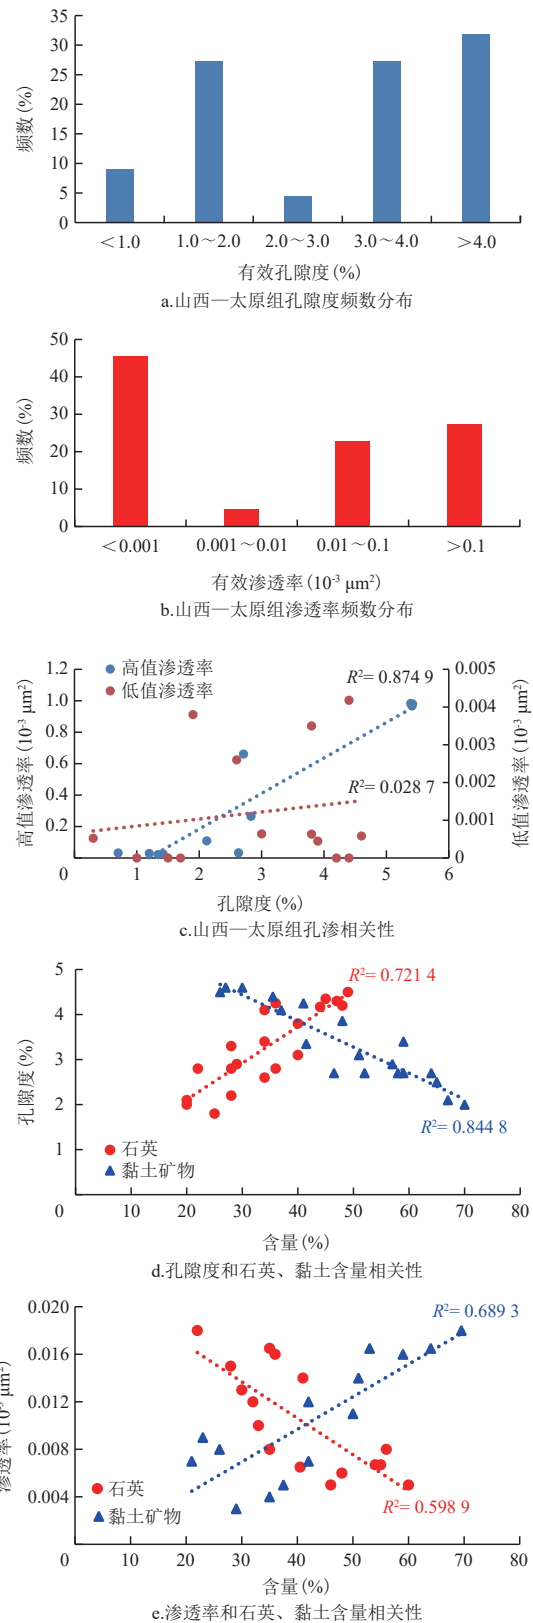 35
30
25
20
15
10
5
0
频数(%)
<1.0 1.0～2.0 2.0～3.0 3.0～4.0 >4.0
有效孔隙度(%)
a.山西—太原组孔隙度频数分布
50
40
30
20
10
0
频数(%)
<0.001 0.001～0.01 0.01～0.1 >0.1
有效渗透率(10⁻³ μm²)
b.山西—太原组渗透率频数分布
1.2
1.0
0.8
0.6
0.4
0.2
高值渗透率(10⁻³ μm²)
高值渗透率
低值渗透率
R²= 0.874 9
R²= 0.028 7
0.005
0.004
0.003
0.002
0.001
0
低值渗透率(10⁻³ μm²)
0 1 2 3 4 5 6
孔隙度(%)
c.山西—太原组孔渗相关性
5
4
3
2
1
孔隙度(%)
R²= 0.721 4
R²= 0.844 8
石英
黏土矿物
0 10 20 30 40 50 60 70 80
含量(%)
d.孔隙度和石英、黏土含量相关性
0.020
0.016
0.012
0.008
0.004
渗透率(10⁻³ μm²)
R²= 0.689 3
R²= 0.598 9
石英
黏土矿物
0 10 20 30 40 50 60 70 80
含量(%)
e.渗透率和石英、黏土含量相关性